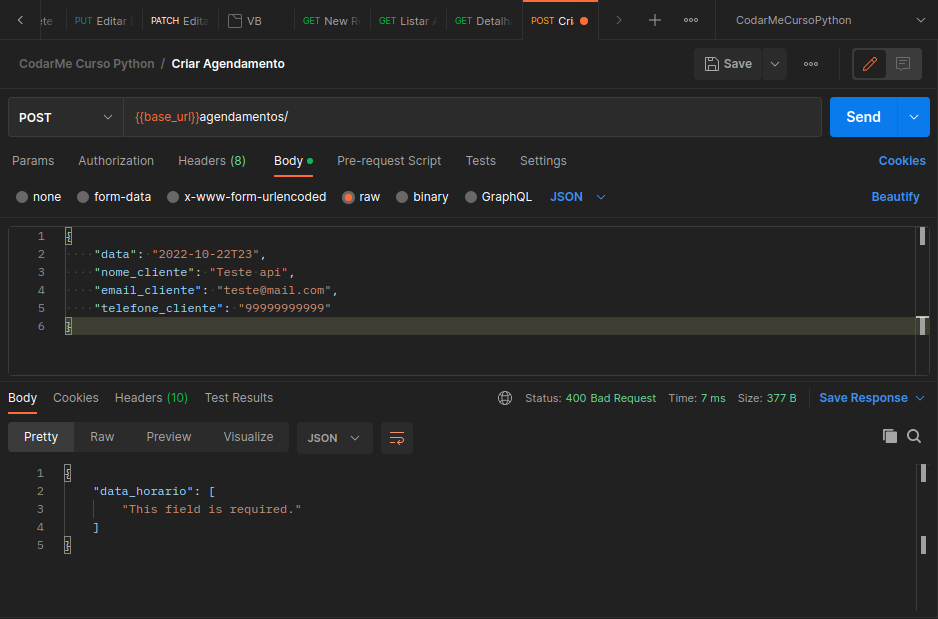 ete PUT Editar PATCH Edita VB GET New Re GET Listar A GET Detalh POST Cria CodarMeCursoPython
CodarMe Curso Python / Criar Agendamento Save
POST {{base_url}}agendamentos/ Send
Params Authorization Headers (8) Body Pre-request Script Tests Settings Cookies
none form-data x-www-form-urlencoded raw binary GraphQL JSON Beautify
1 {
2 "data": "2022-10-22T23",
3 "nome_cliente": "Teste api",
4 "email_cliente": "teste@mail.com",
5 "telefone_cliente": "99999999999"
6 }
Body Cookies Headers (10) Test Results Status: 400 Bad Request Time: 7 ms Size: 377 B Save Response
Pretty Raw Preview Visualize JSON
1 {
2 "data_horario": [
3 "This field is required."
4 ]
5 }